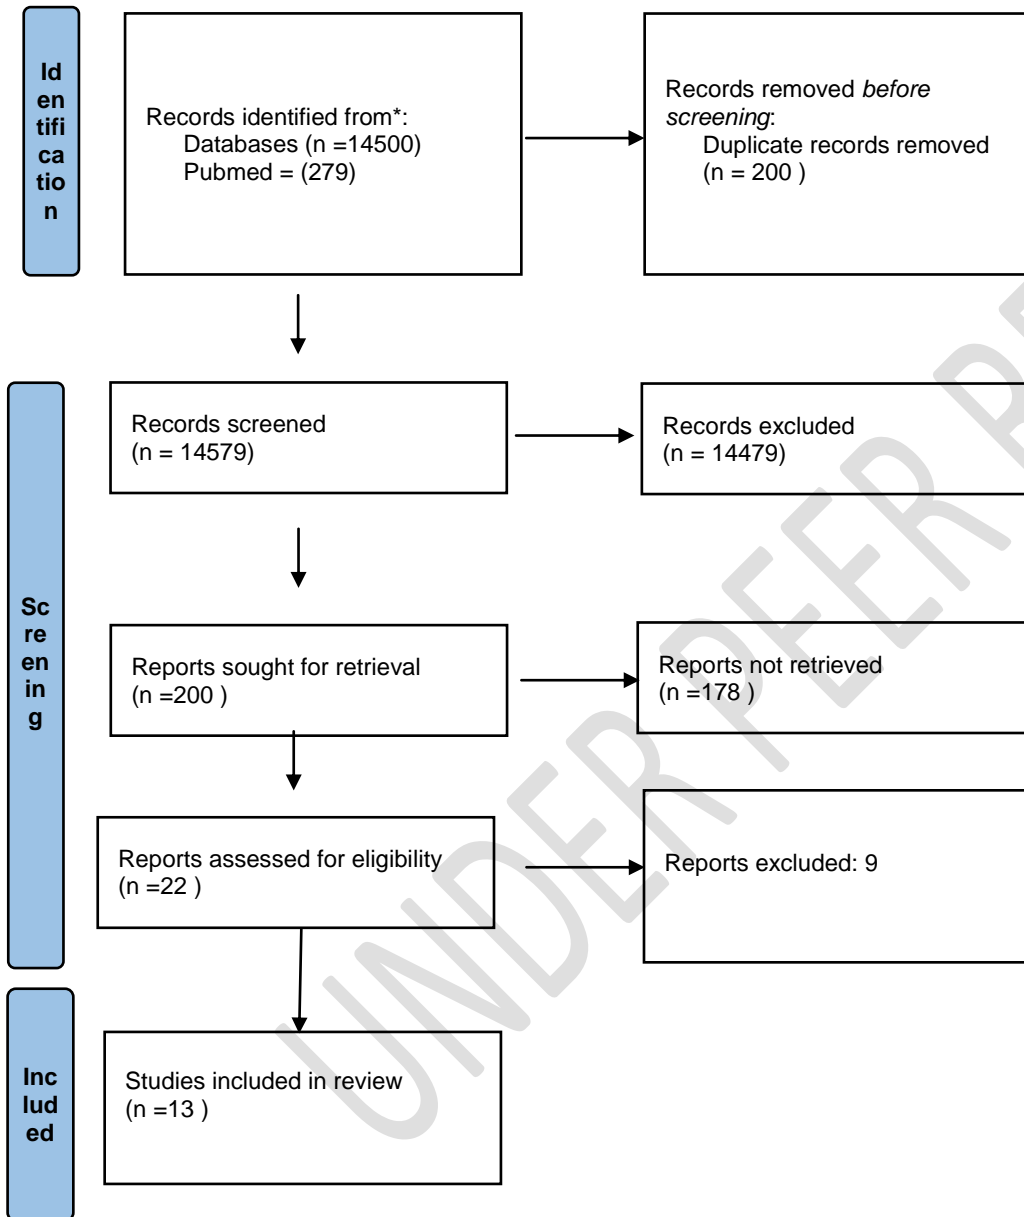 Id
en
tifi
ca
tio
n
Records identified from*:
Databases (n =14500)
Pubmed = (279)
Records removed before
screening:
Duplicate records removed
(n = 200 )
Sc
re
en
in
g
Records screened
(n = 14579)
Records excluded
(n = 14479)
Reports sought for retrieval
(n =200 )
Reports not retrieved
(n =178 )
Reports assessed for eligibility
(n =22 )
Reports excluded: 9
Inc
lud
ed
Studies included in review
(n =13 )
UNDER PEER